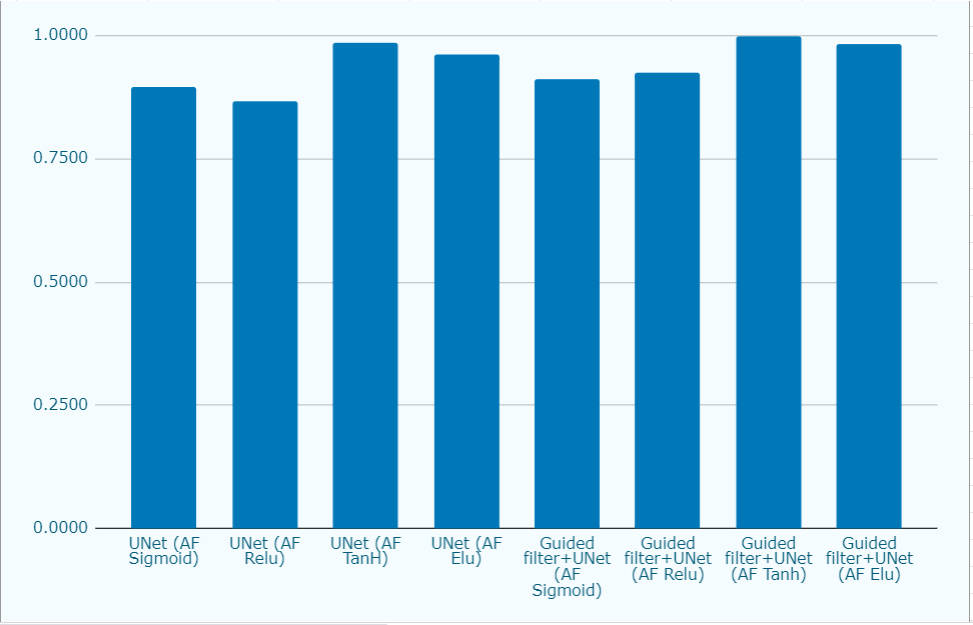 1.0000
0.7500
0.5000
0.2500
0.0000
UNet (AF
Sigmoid)
UNet (AF
Relu)
UNet (AF
TanH)
UNet (AF
Elu)
Guided
filter+UNet
(AF
Sigmoid)
Guided
filter+UNet
(AF Relu)
Guided
filter+UNet
(AF Tanh)
Guided
filter+UNet
(AF Elu)